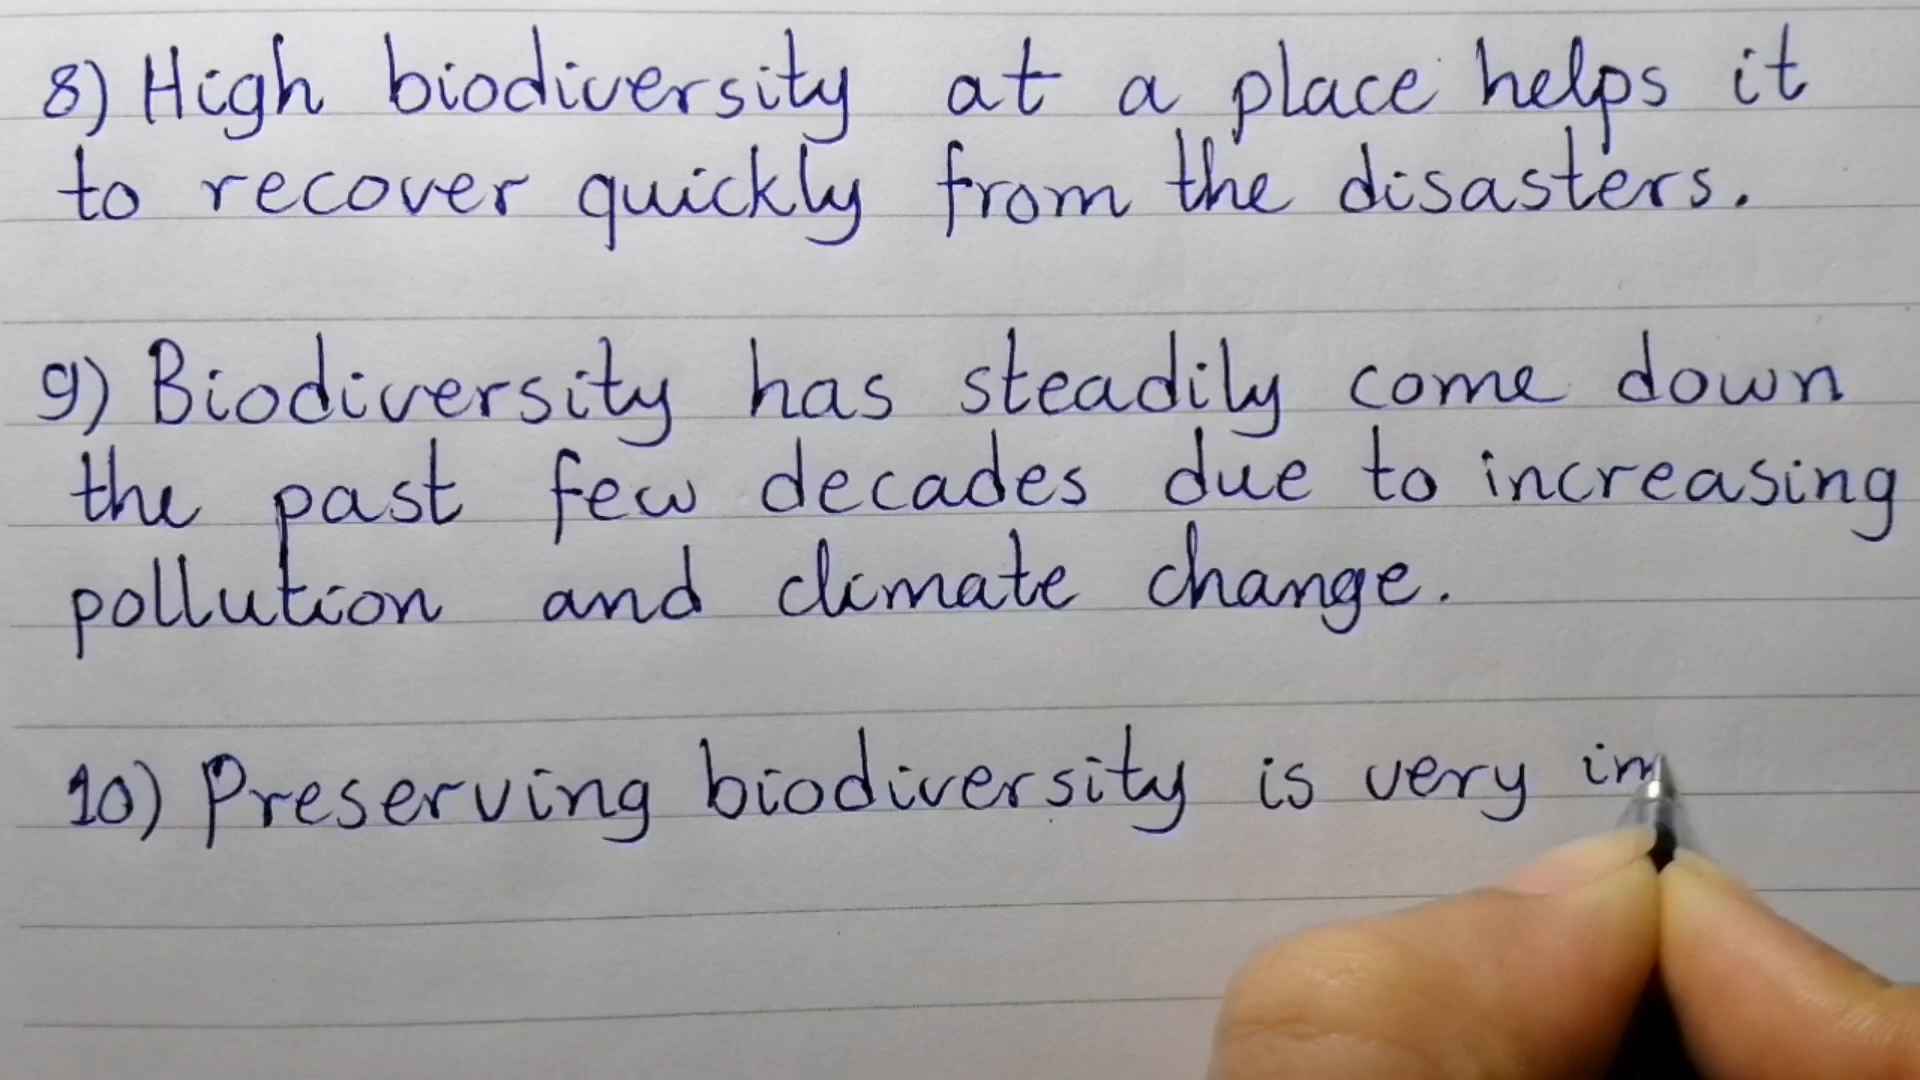 8) High biodiversity at a place helps it
to recover quickly from the disasters.
9) Biodiversity has steadily come down
the past few decades due to increasing
pollution and climate change.
10) Preserving biodiversity is very im